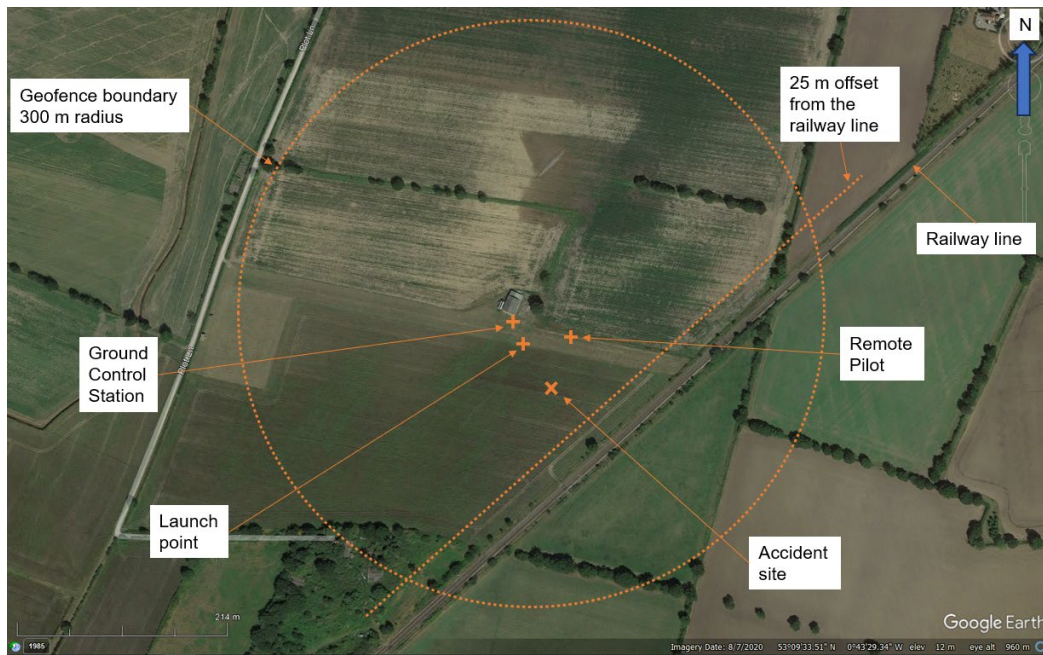 N
Geofence boundary
300 m radius
25 m offset
from the
railway line
Railway line
Ground
Control
Station
Remote
Pilot
Launch
point
Accident
site
214 m
Google Earth
1985
Imagery Date: 8/7/2020 53°09'33.51" N 0°43'29.34" W elev 12 m eye alt 960 m